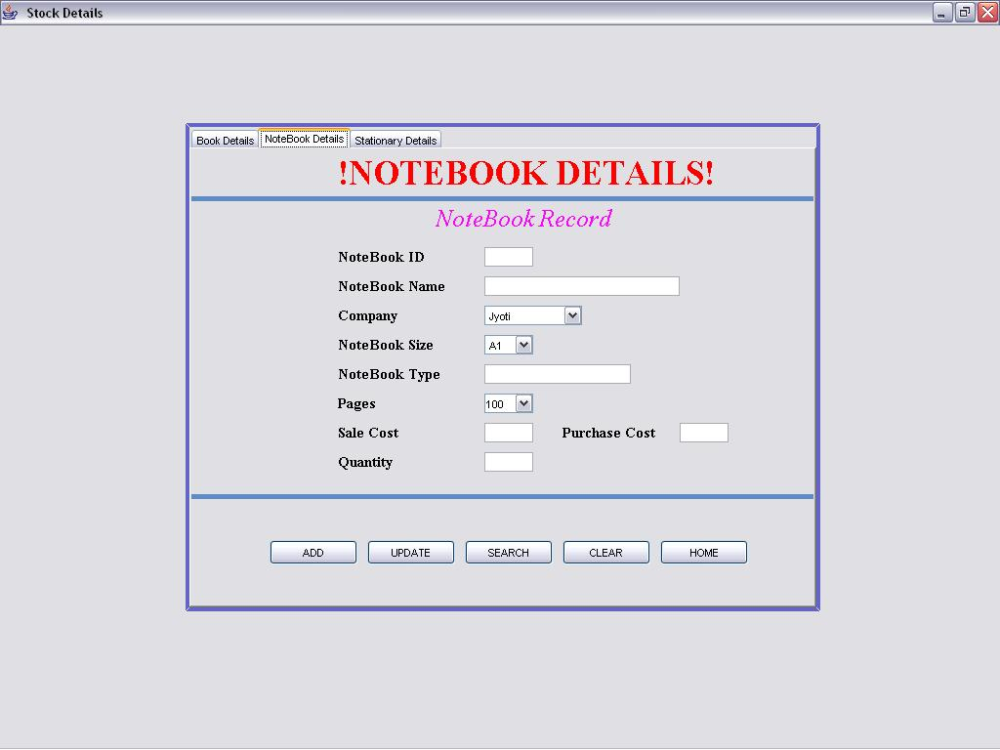 Stock Details
Book Details NoteBook Details Stationary Details
!NOTEBOOK DETAILS!
NoteBook Record
NoteBook ID
NoteBook Name
Company Jyoti
NoteBook Size A1
NoteBook Type
Pages 100
Sale Cost Purchase Cost
Quantity
ADD UPDATE SEARCH CLEAR HOME